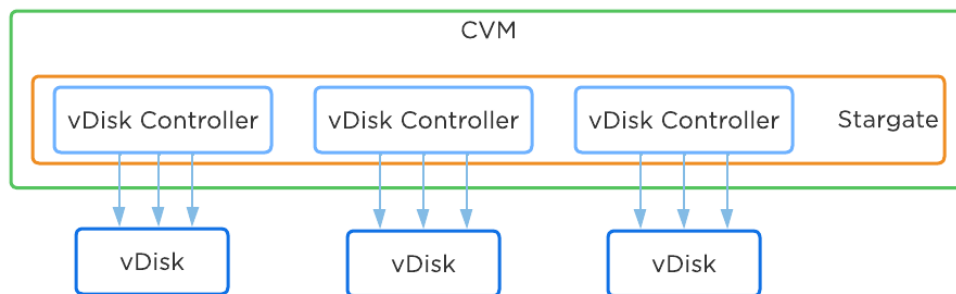 CVM
vDisk Controller
vDisk Controller
vDisk Controller
Stargate
vDisk
vDisk
vDisk